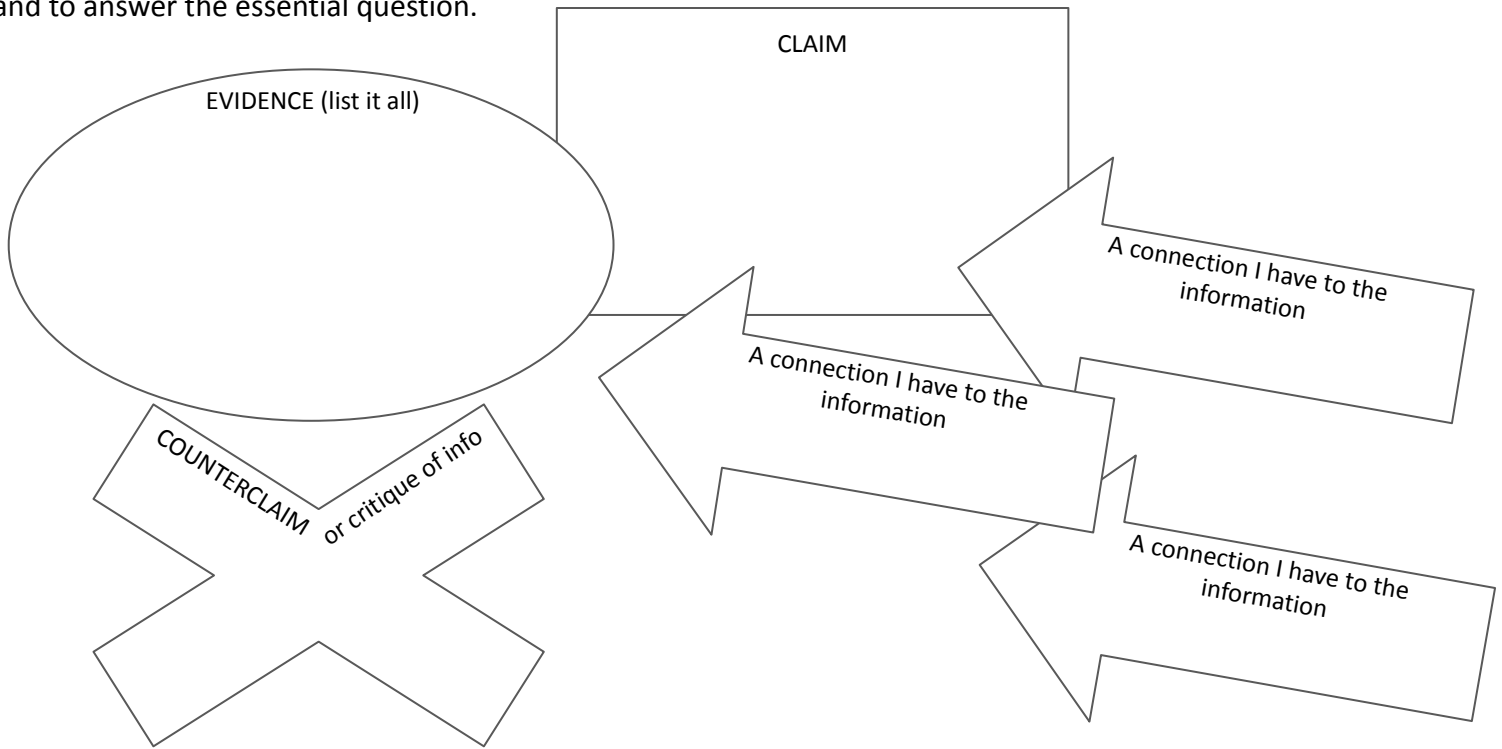 and to answer the essential question.
CLAIM
EVIDENCE (list it all)
A connection I have to the
information
A connection I have to the
information
COUNTERCLAIM or critique of info
A connection I have to the
information